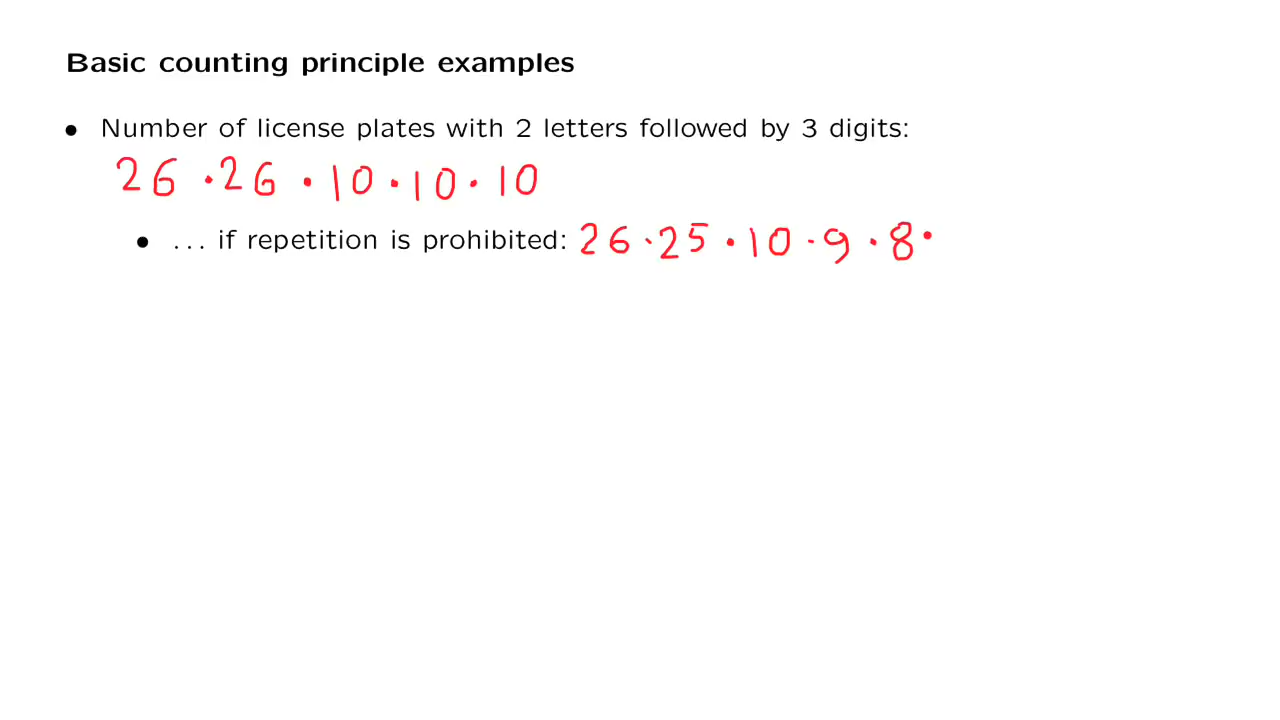 Basic counting principle examples
• Number of license plates with 2 letters followed by 3 digits:
26 · 26 · 10 · 10 · 10
• ... if repetition is prohibited: 26 · 25 · 10 · 9 · 8 ·